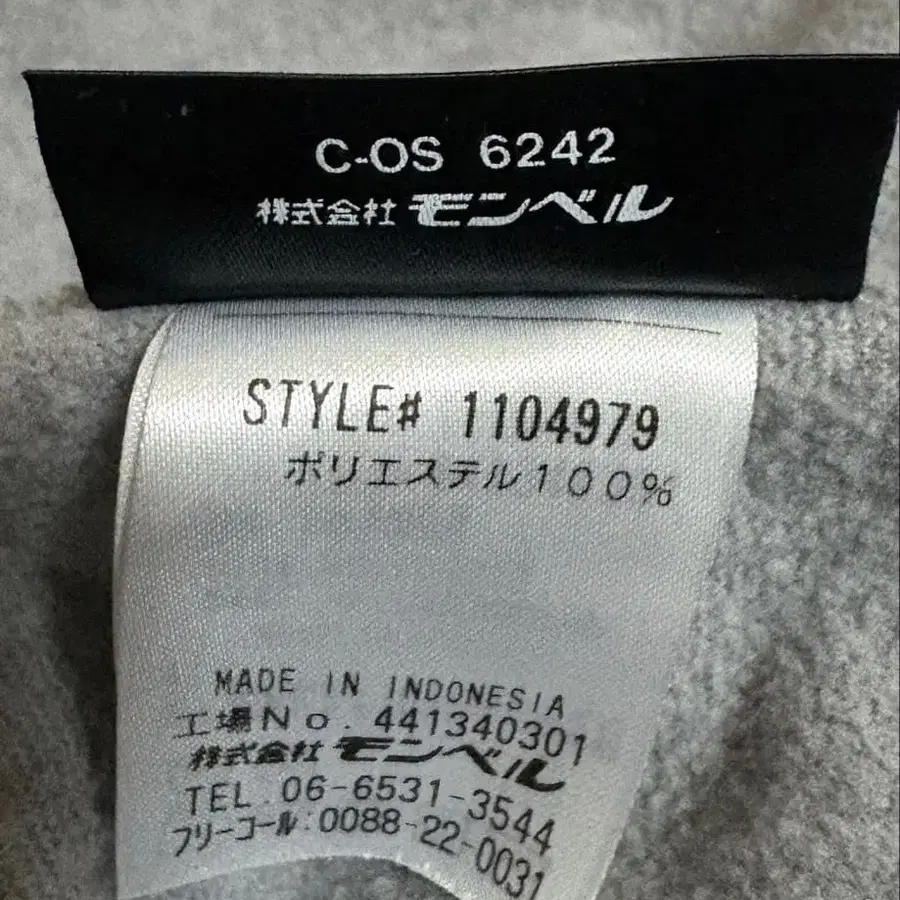 C-OS 6242
株式会社モンベル
STYLE# 1104979
ポリエステル100%
MADE IN INDONESIA
工場No. 441340301
株式会社モンベル
TEL.06-6531-3544
フリーコール:0088-22-0031